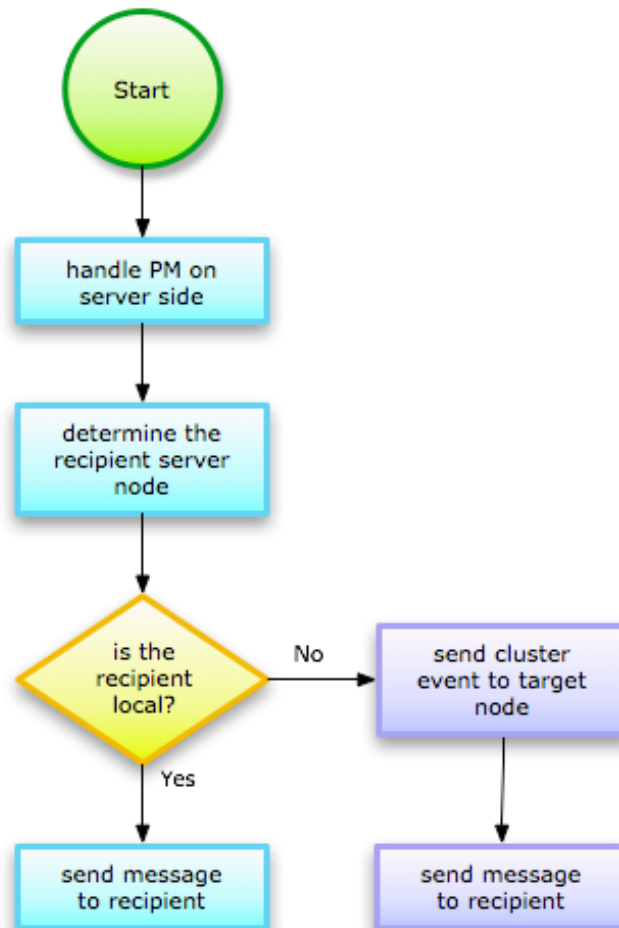 Start
handle PM on
server side
determine the
recipient server
node
is the
recipient
local?
No
send cluster
event to target
node
Yes
send message
to recipient
send message
to recipient